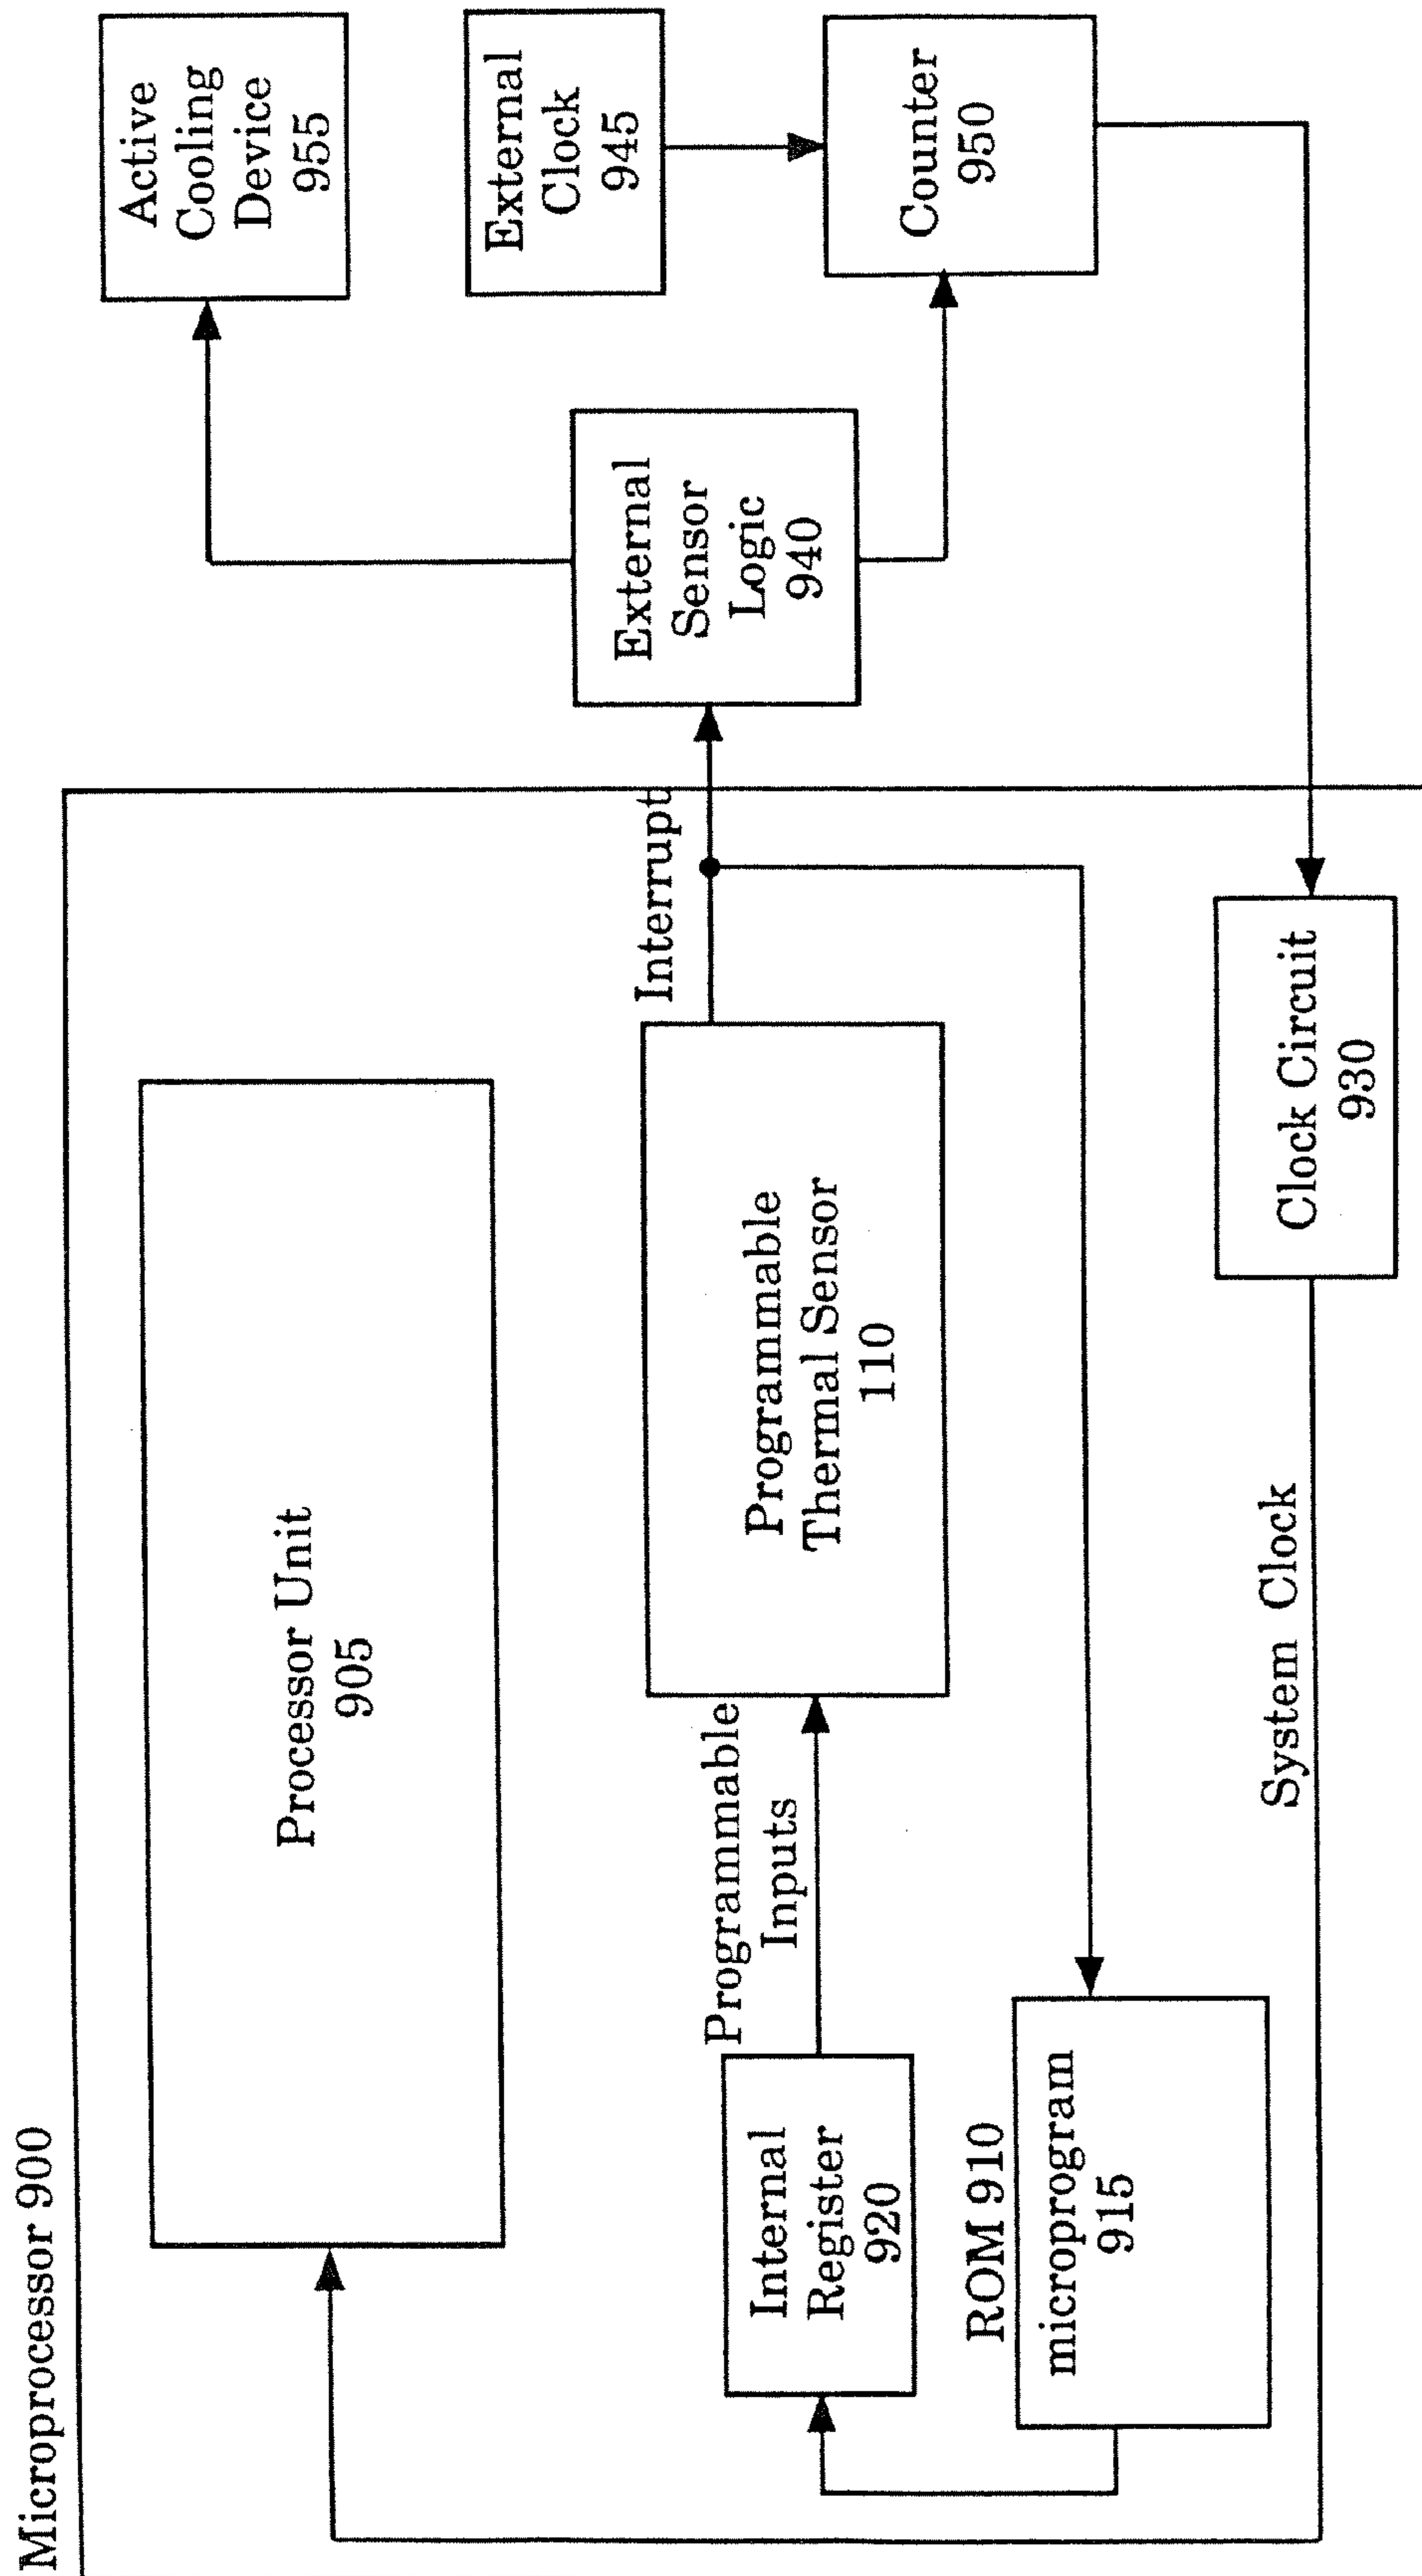 Microprocessor 900
Processor Unit
905
Active
Cooling
Device
955
External
Clock
945
Counter
950
External
Sensor
Logic
940
Interrupt
Programmable
Thermal Sensor
110
Programmable
Inputs
Internal
Register
920
ROM 910
microprogram
915
Clock Circuit
930
System Clock